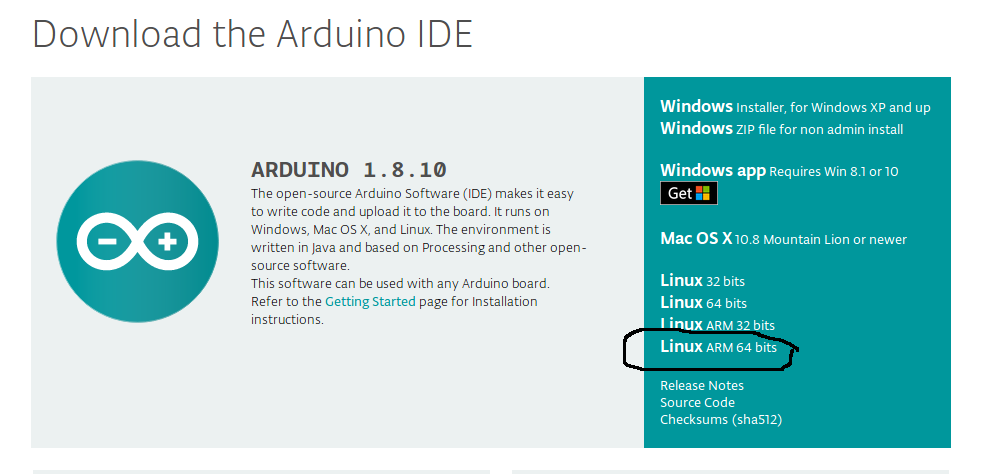 Download the Arduino IDE
ARDUINO 1.8.10
The open-source Arduino Software (IDE) makes it easy
to write code and upload it to the board. It runs on
Windows, Mac OS X, and Linux. The environment is
written in Java and based on Processing and other open-
source software.
This software can be used with any Arduino board.
Refer to the Getting Started page for Installation
instructions.
Windows Installer, for Windows XP and up
Windows ZIP file for non admin install
Windows app Requires Win 8.1 or 10
Get
Mac OS X 10.8 Mountain Lion or newer
Linux 32 bits
Linux 64 bits
Linux ARM 32 bits
Linux ARM 64 bits
Release Notes
Source Code
Checksums (sha512)